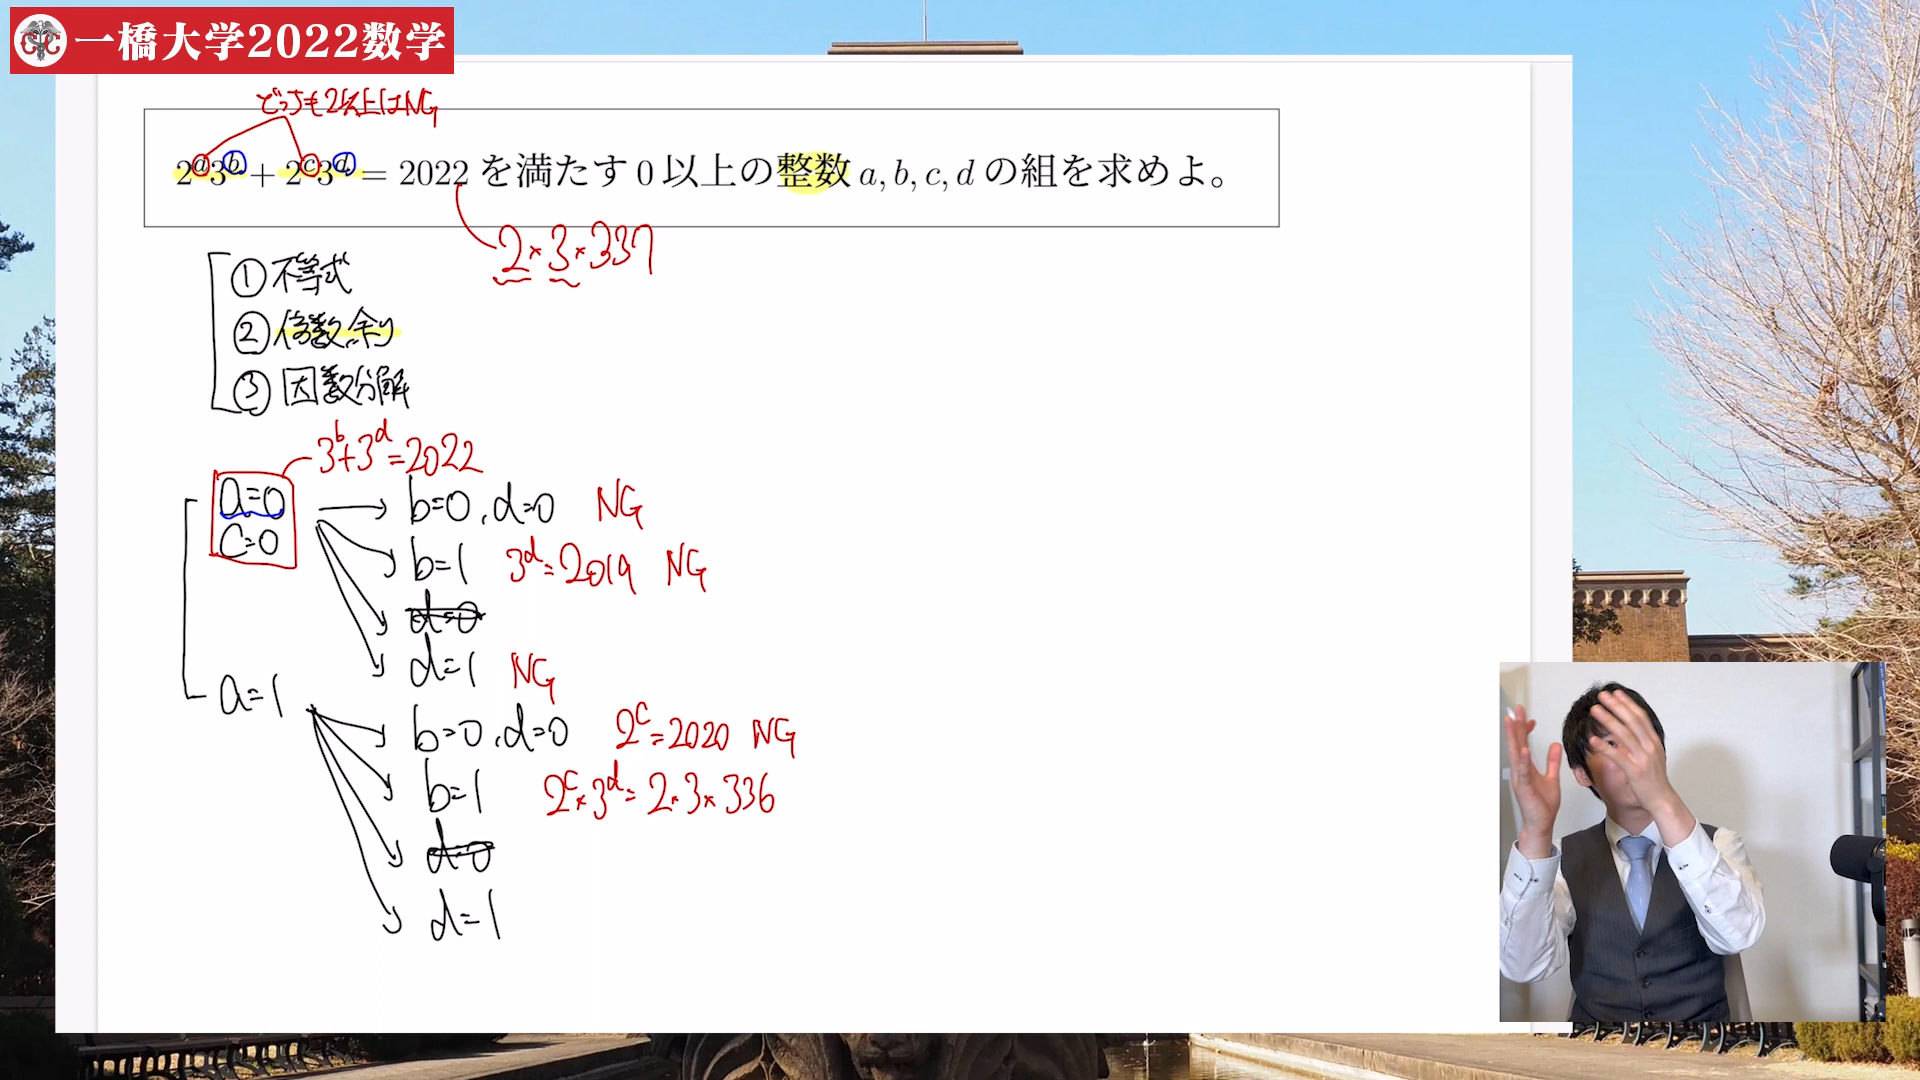 一橋大学2022数学
どっちも2以上はNG
2^a3^b + 2^c3^d = 2022 を満たす 0 以上の整数 a, b, c, d の組を求めよ。
2×3×337
① 不等式
② 倍数、余り
③ 因数分解
3^b+3^d=2022
a=0
c=0
b=0, d=0 NG
b=1 3^d=2019 NG
d=0
d=1 NG
a=1
b=0, d=0 2^c=2020 NG
b=1 2^c×3^d=2×3×336
d=0
d=1